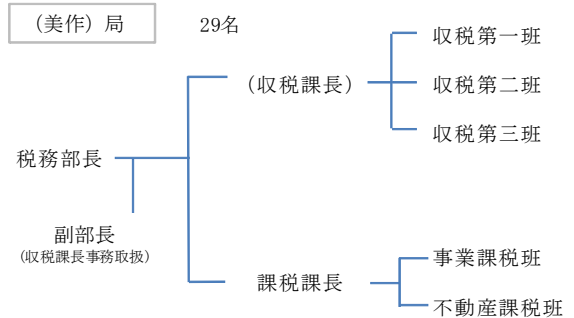 （美作）局　29名
（収税課長）
収税第一班
収税第二班
収税第三班
税務部長
副部長
（収税課長事務取扱）
課税課長
事業課税班
不動産課税班